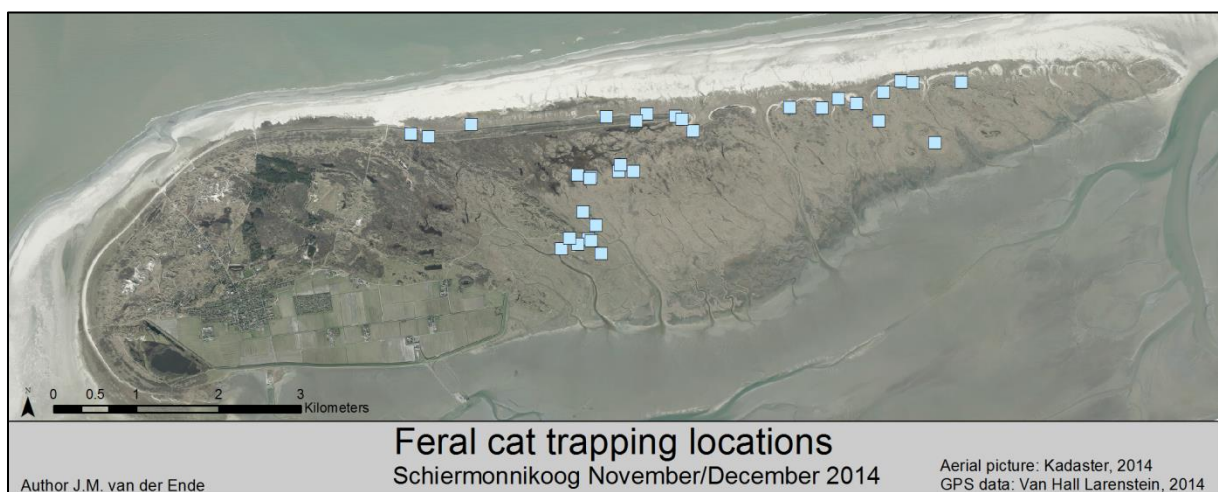 N
0 0.5 1 2 3
Kilometers
Feral cat trapping locations
Schiermonnikoog November/December 2014
Author J.M. van der Ende
Aerial picture: Kadaster, 2014
GPS data: Van Hall Larenstein, 2014